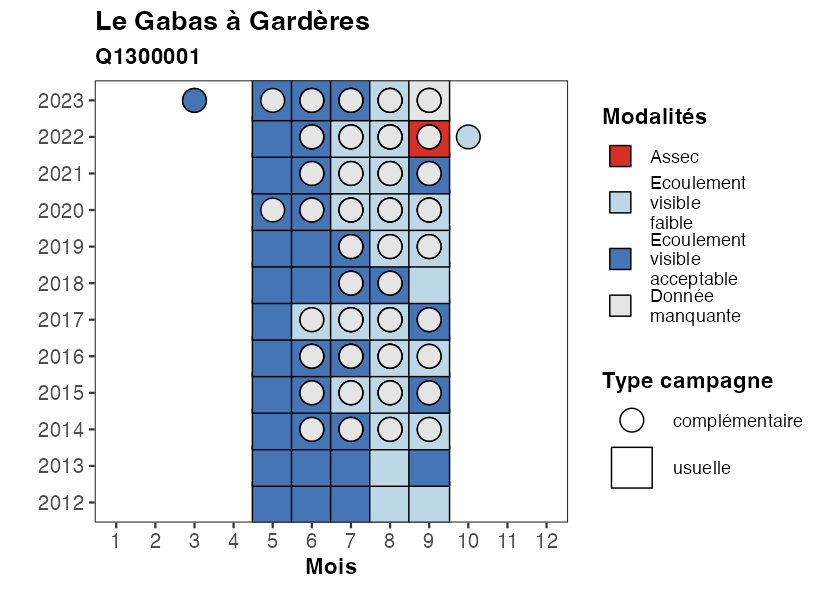 Le Gabas à Gardères
Q1300001
2023
2022
2021
2020
2019
2018
2017
2016
2015
2014
2013
2012
1 2 3 4 5 6 7 8 9 10 11 12
Mois
Modalités
Assec
Ecoulement
visible
faible
Ecoulement
visible
acceptable
Donnée
manquante
Type campagne
complémentaire
usuelle